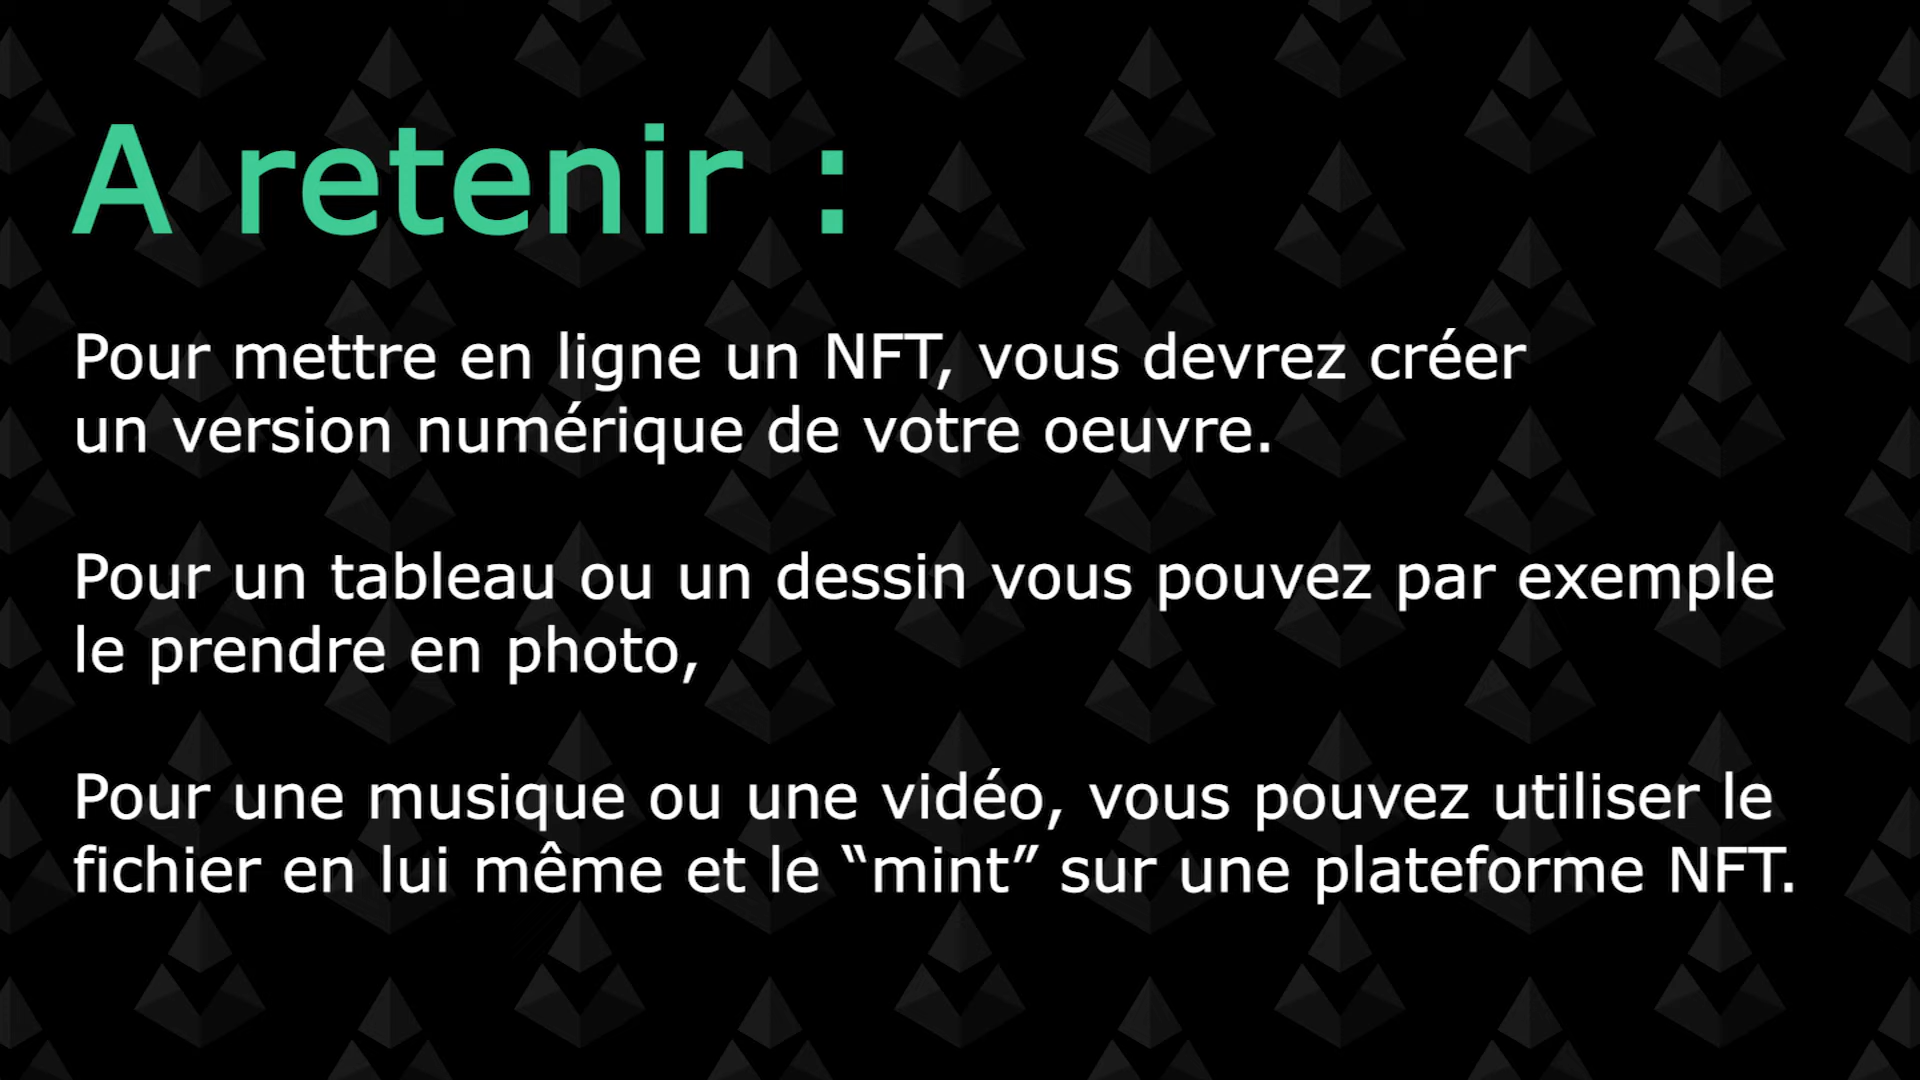 A retenir :
Pour mettre en ligne un NFT, vous devrez créer
un version numérique de votre oeuvre.
Pour un tableau ou un dessin vous pouvez par exemple
le prendre en photo,
Pour une musique ou une vidéo, vous pouvez utiliser le
fichier en lui même et le “mint” sur une plateforme NFT.